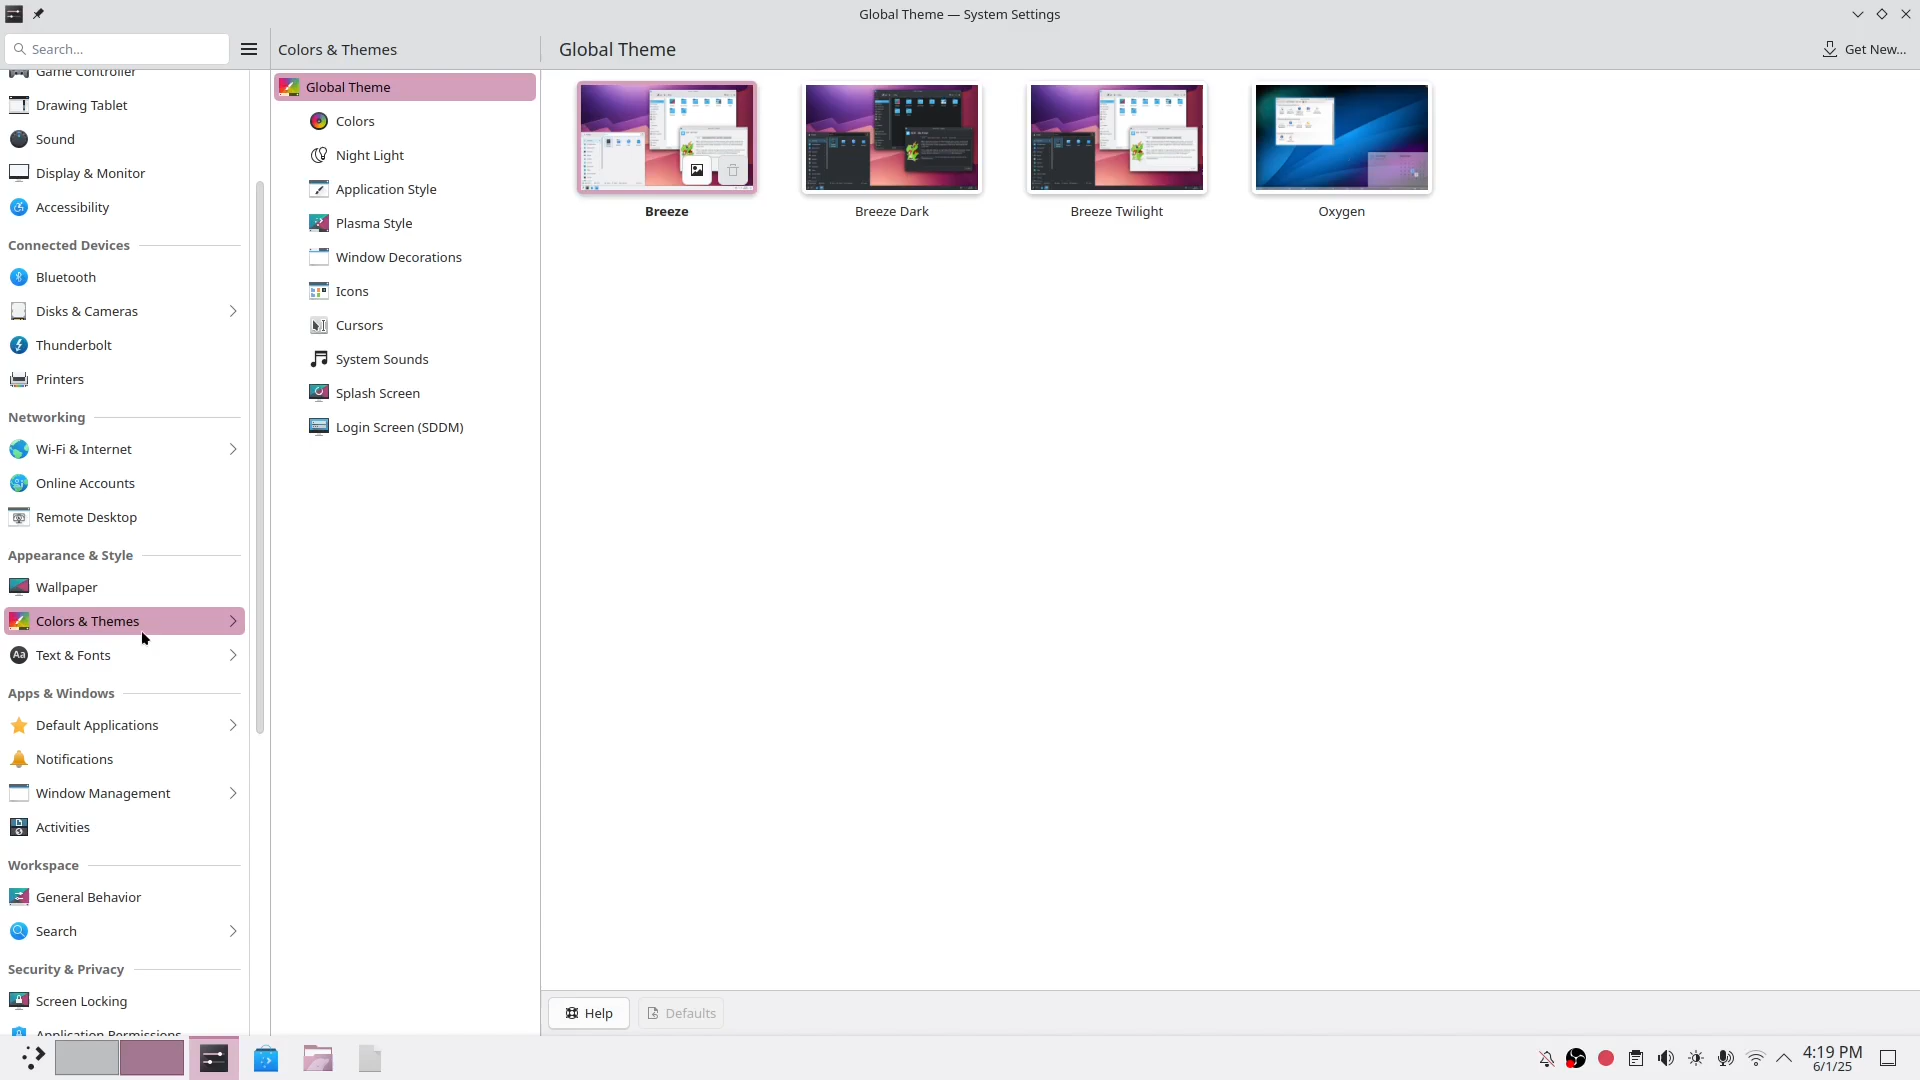 Global Theme — System Settings
Search...
Colors & Themes
Global Theme
Get New...
Game Controller
Drawing Tablet
Sound
Display & Monitor
Accessibility
Connected Devices
Bluetooth
Disks & Cameras
Thunderbolt
Printers
Networking
Wi-Fi & Internet
Online Accounts
Remote Desktop
Appearance & Style
Wallpaper
Colors & Themes
Text & Fonts
Apps & Windows
Default Applications
Notifications
Window Management
Activities
Workspace
General Behavior
Search
Security & Privacy
Screen Locking
Application Permissions
Global Theme
Colors
Night Light
Application Style
Plasma Style
Window Decorations
Icons
Cursors
System Sounds
Splash Screen
Login Screen (SDDM)
Breeze
Breeze Dark
Breeze Twilight
Oxygen
Help
Defaults
4:19 PM
6/1/25